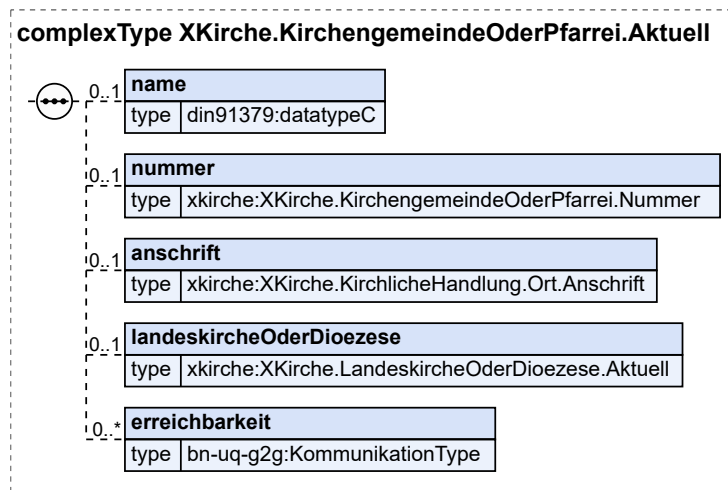 complexType XKirche.KirchengemeindeOderPfarrei.Aktuell
0..1 name
type din91379:datatypeC
0..1 nummer
type xkirche:XKirche.KirchengemeindeOderPfarrei.Nummer
0..1 anschrift
type xkirche:XKirche.KirchlicheHandlung.Ort.Anschrift
0..1 landeskircheOderDioezese
type xkirche:XKirche.LandeskircheOderDioezese.Aktuell
0..* erreichbarkeit
type bn-uq-g2g:KommunikationType